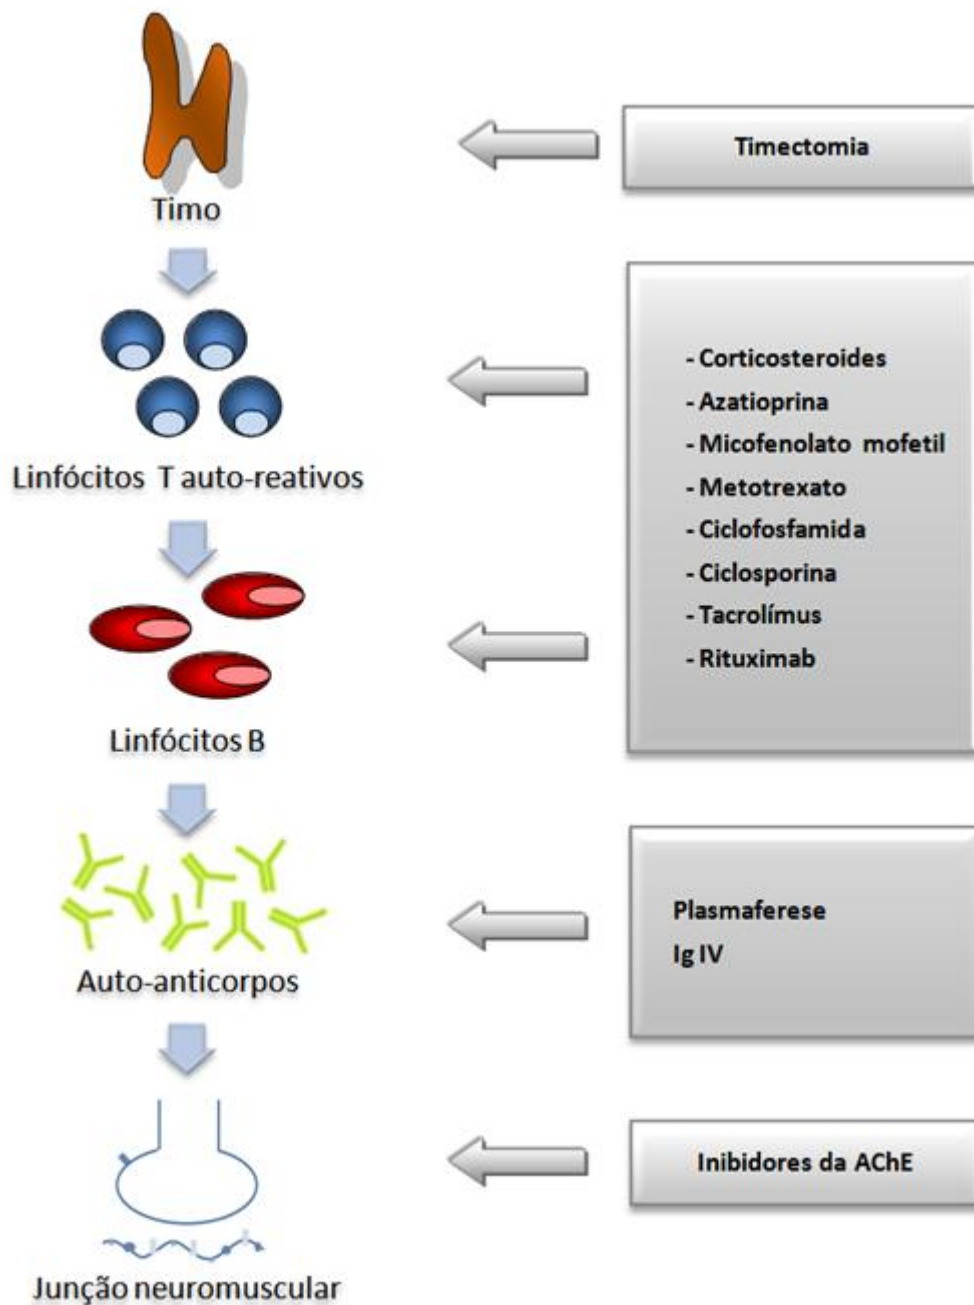 Timo
Timectomia
Linfócitos T auto-reativos
- Corticosteroides
- Azatioprina
- Micofenolato mofetil
- Metotrexato
- Ciclofosfamida
- Ciclosporina
- Tacrolímus
- Rituximab
Linfócitos B
Auto-anticorpos
Plasmaferese
Ig IV
Junção neuromuscular
Inibidores da AChE